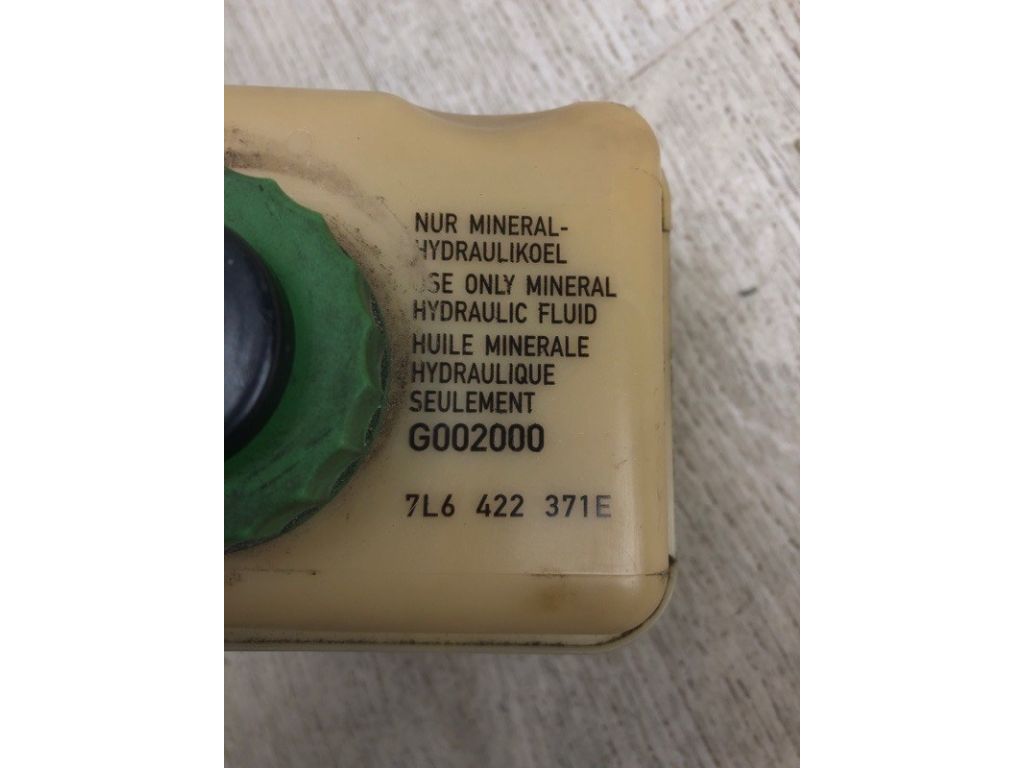 NUR MINERAL-
HYDRAULIKOEL
USE ONLY MINERAL
HYDRAULIC FLUID
HUILE MINERALE
HYDRAULIQUE
SEULEMENT
G002000
7L6 422 371E